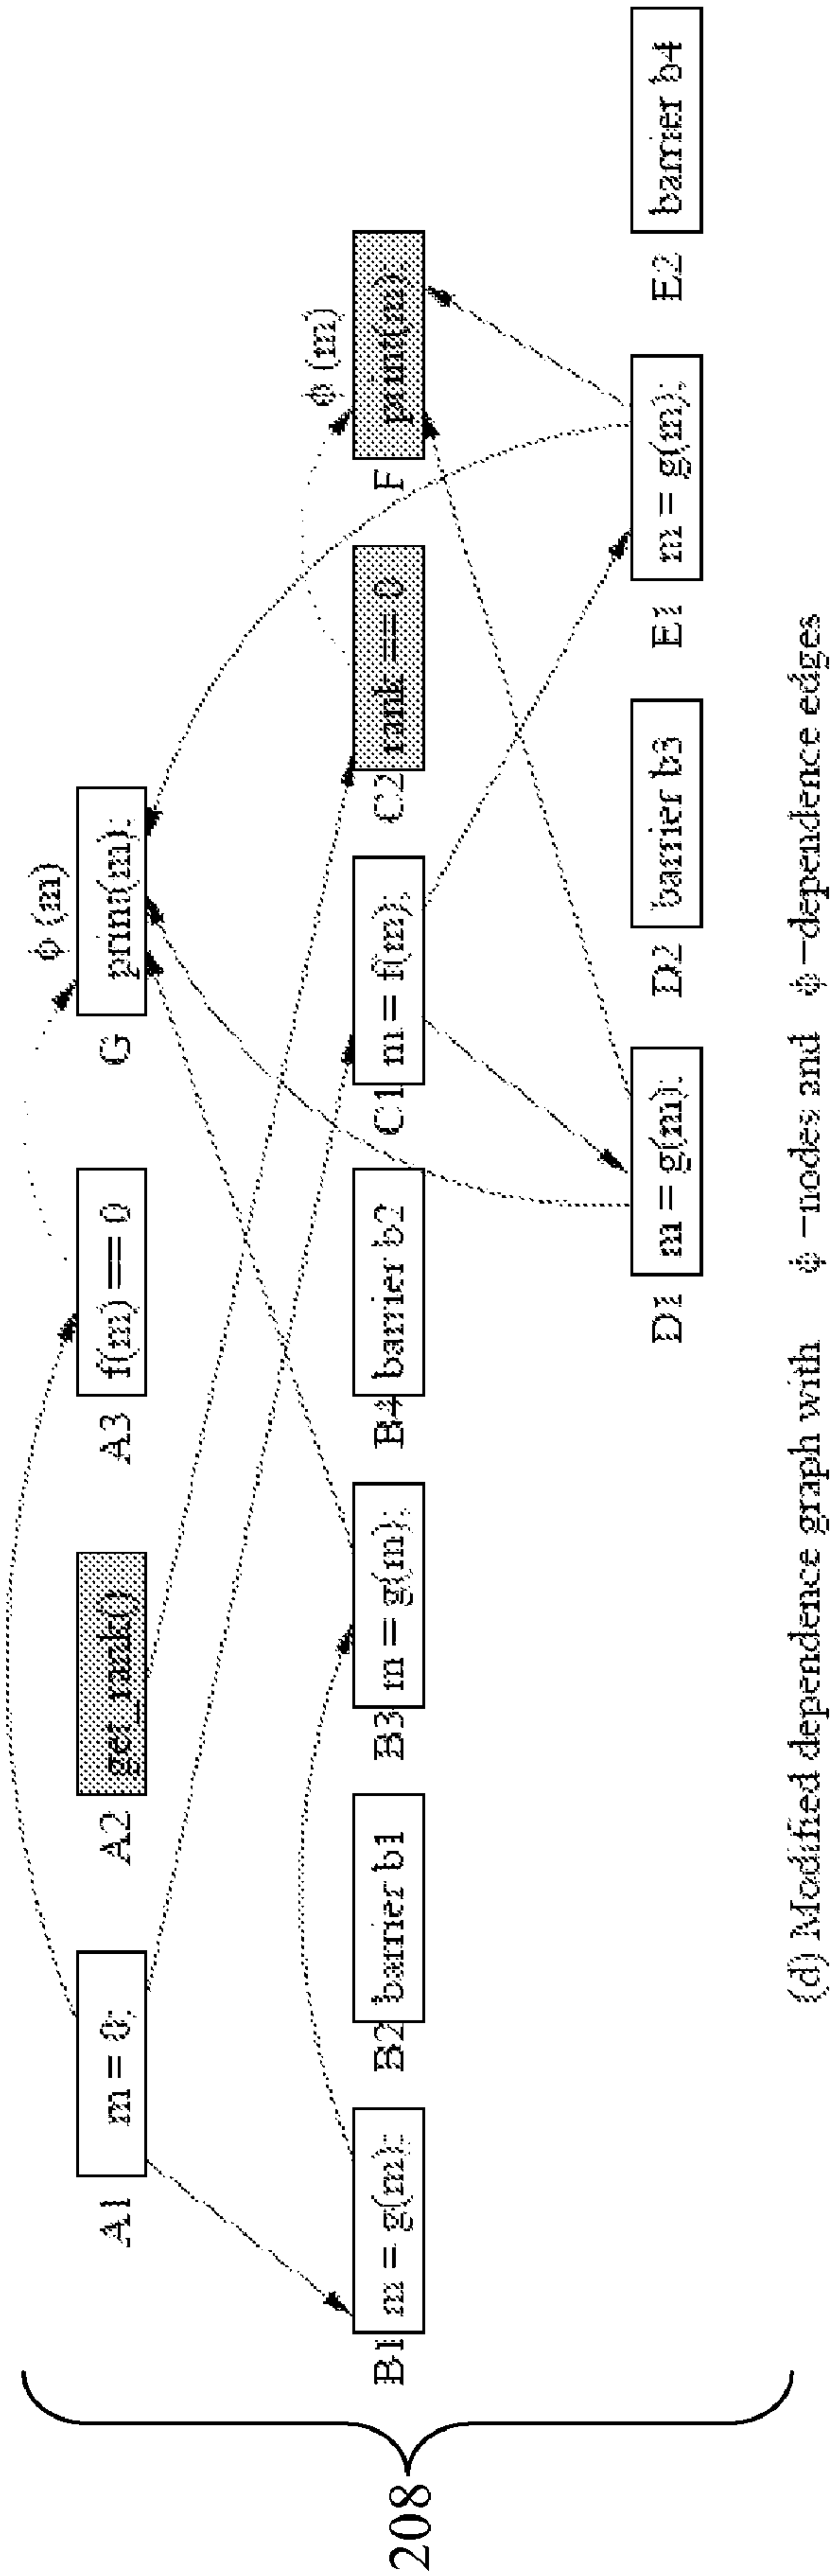 208
A1 m = 0;
A2 get_rank()
A3 f(m) == 0
G print(m);
ϕ (m)
B1 m = g(m);
B2 barrier b1
B3 m = g(m);
B4 barrier b2
C1 m = f(m);
C2 rank == 0
F print(m)
ϕ (m)
D1 m = g(m);
D2 barrier b3
E1 m = g(m);
E2 barrier b4
(d) Modified dependence graph with ϕ -nodes and ϕ -dependence edges